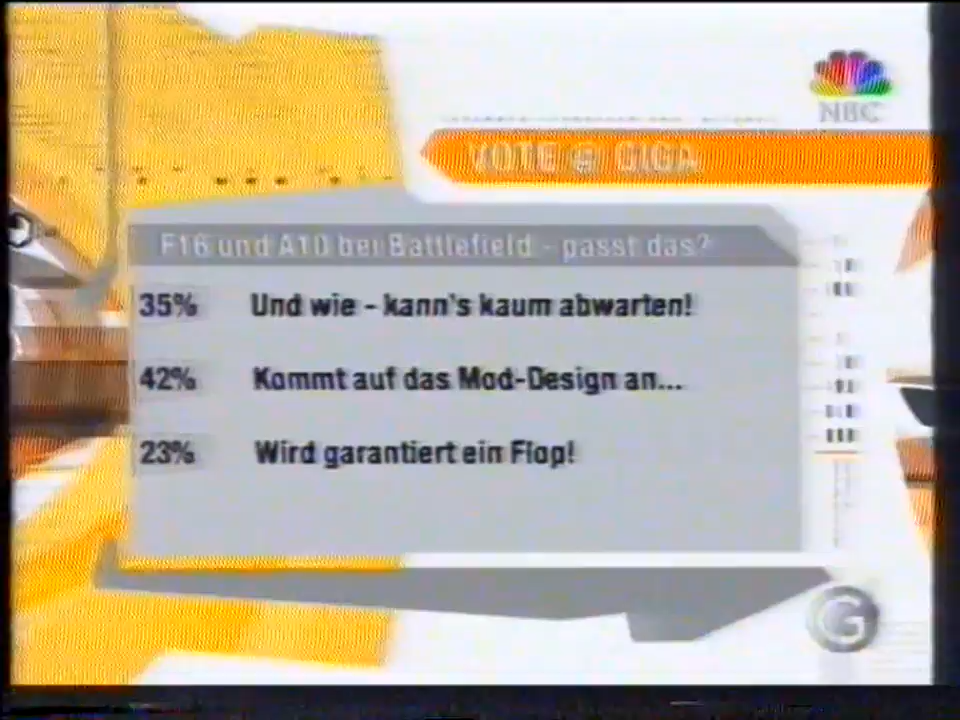 NBC
VOTE @ GIGA
F16 und A10 bei Battlefield - passt das?
35% Und wie - kann's kaum abwarten!
42% Kommt auf das Mod-Design an...
23% Wird garantiert ein Flop!
G